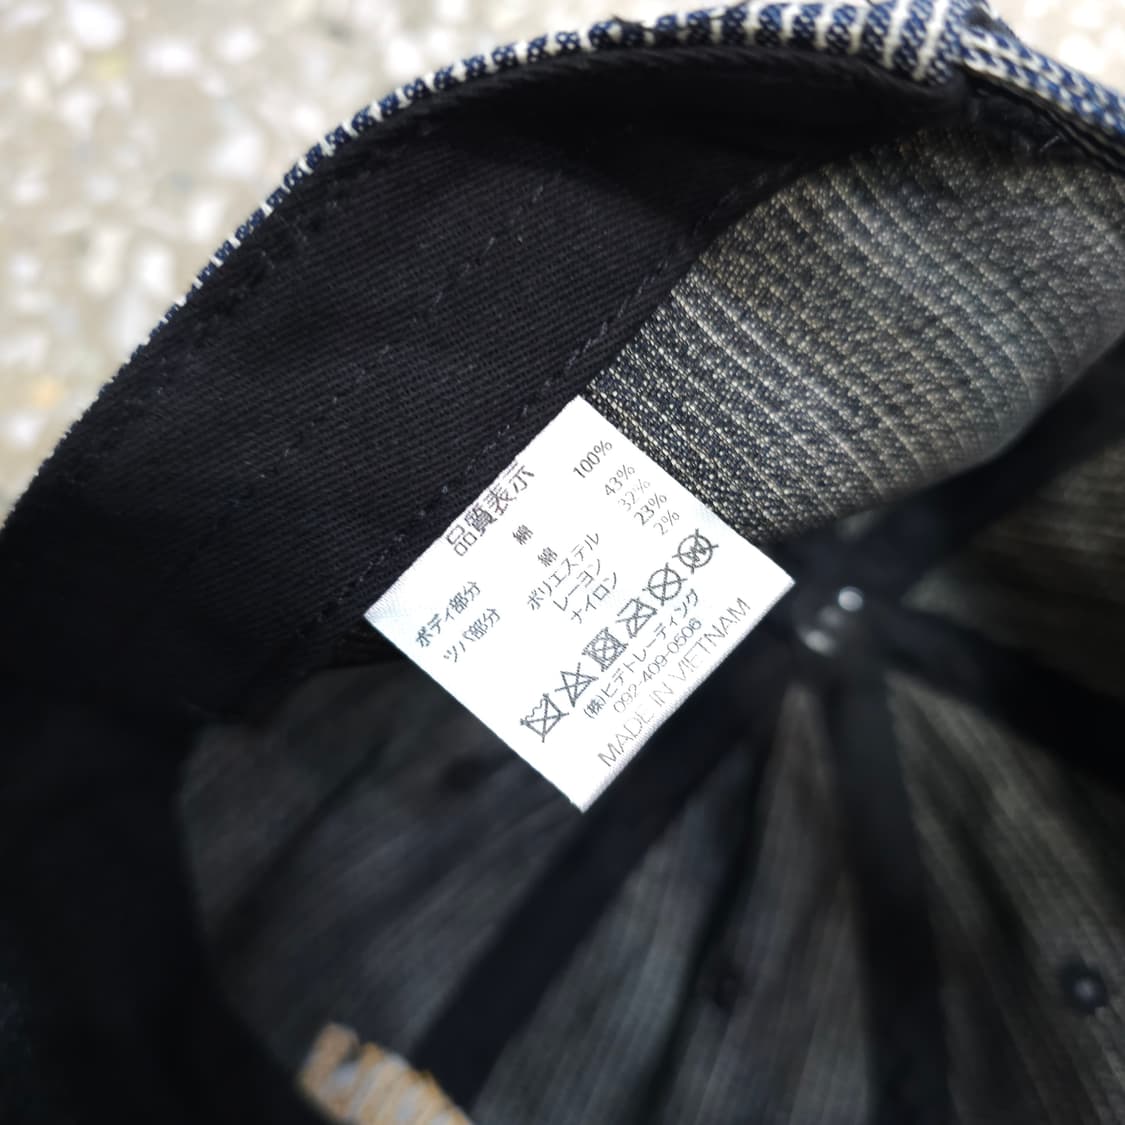 品質表示
ボディ部分 綿 100%
ツバ部分 綿 43%
ポリエステル 32%
レーヨン 23%
ナイロン 2%
(株)ヒデトレーディング
092-409-0506
MADE IN VIETNAM